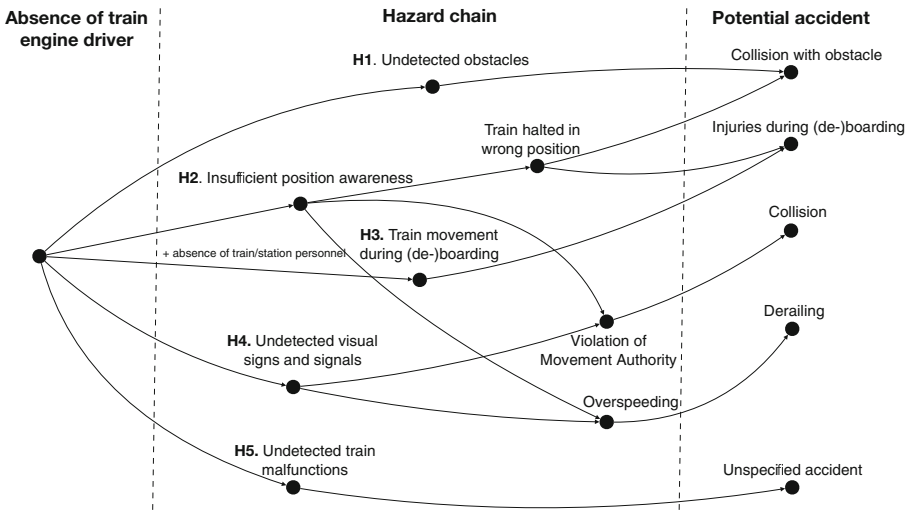 Absence of train
engine driver
Hazard chain
Potential accident
H1. Undetected obstacles
Collision with obstacle
Train halted in
wrong position
Injuries during (de-)boarding
H2. Insufficient position awareness
Collision
H3. Train movement
during (de-)boarding
+ absence of train/station personnel
Derailing
H4. Undetected visual
signs and signals
Violation of
Movement Authority
Overspeeding
H5. Undetected train
malfunctions
Unspecified accident